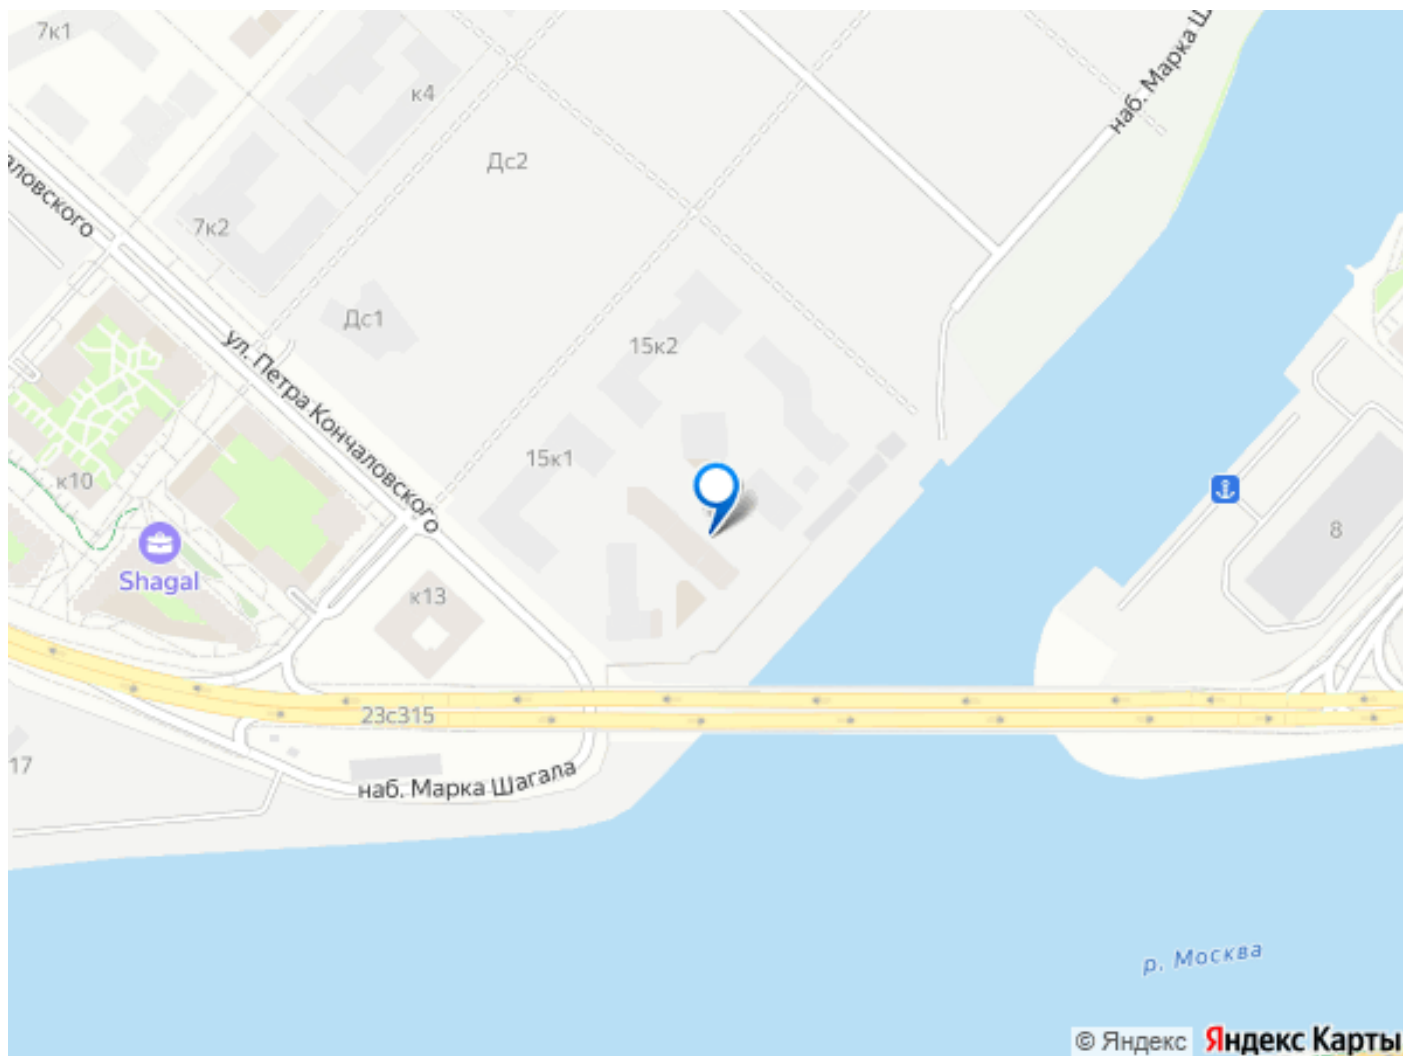 7к1
к4
наб. Марка Ш
Дс2
аловского
7к2
Дс1
15к2
ул. Петра Кончаловского
15к1
к10
8
Shagal
к13
23с315
17
наб. Марка Шагала
р. Москва
© Яндекс Яндекс Карты